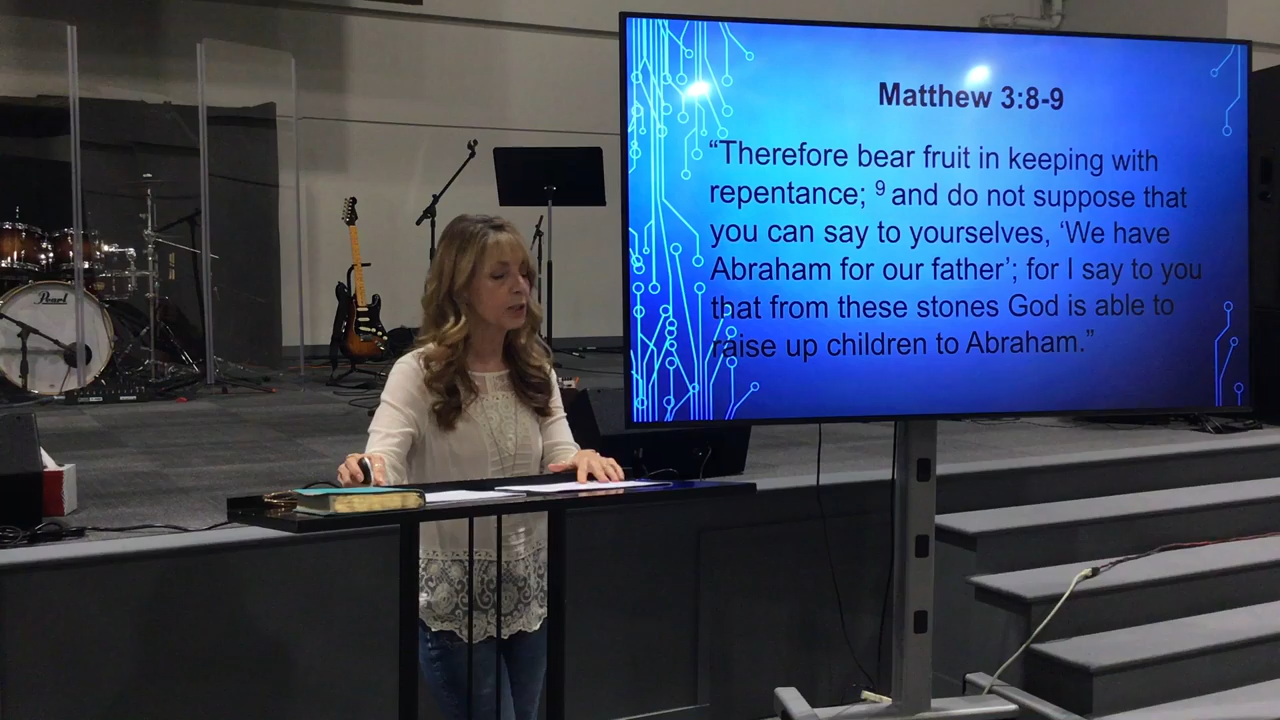 Matthew 3:8-9
“Therefore bear fruit in keeping with
repentance; ⁹ and do not suppose that
you can say to yourselves, ‘We have
Abraham for our father’; for I say to you
that from these stones God is able to
raise up children to Abraham.”
Pearl